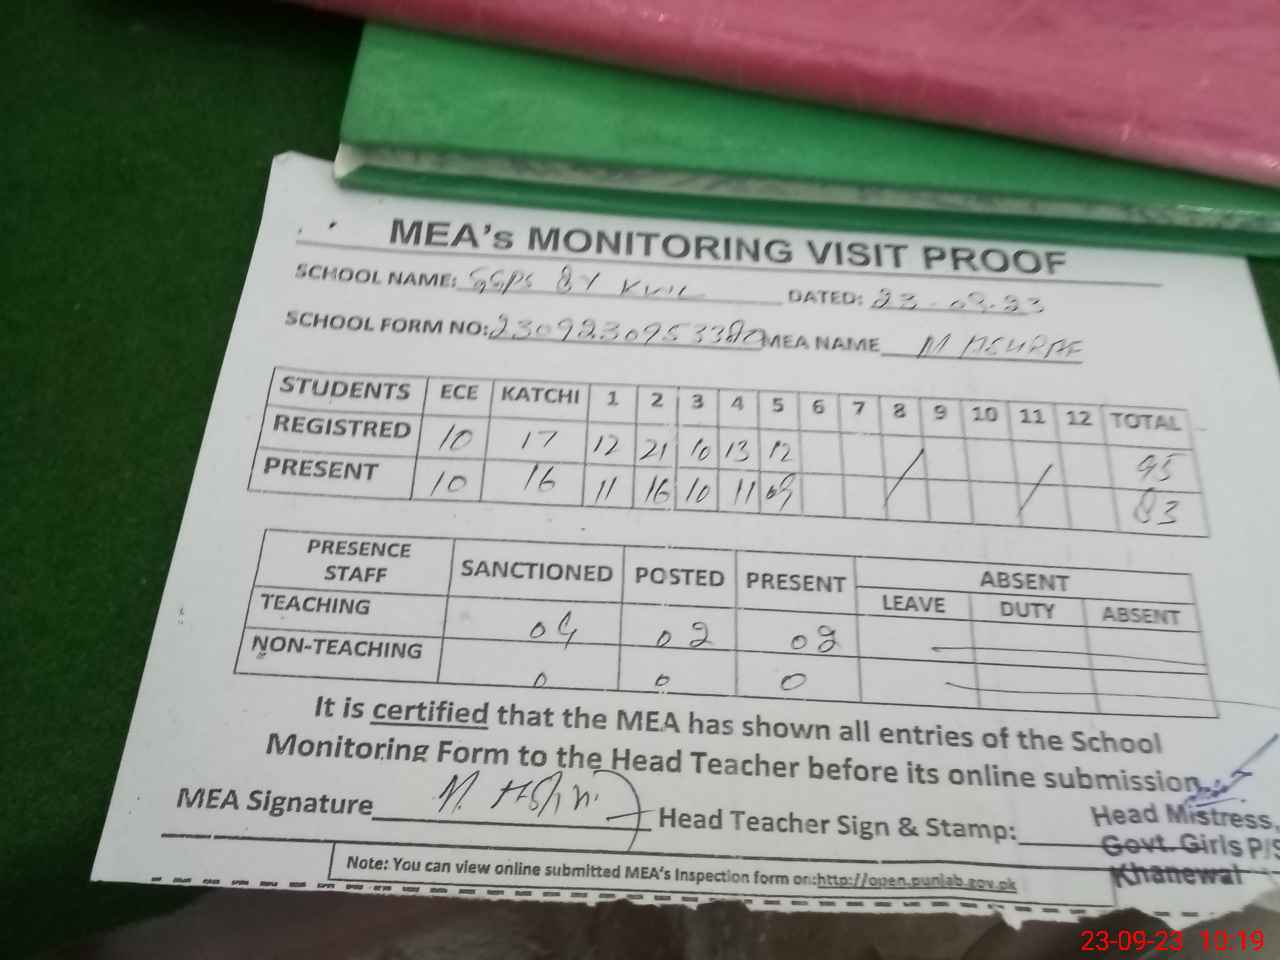 MEA's MONITORING VISIT PROOF
SCHOOL NAME: GGPS 8Y KWL DATED: 23-09-23
SCHOOL FORM NO: MEA NAME M
STUDENTS ECE KATCHI 1 2 3 4 5 6 7 8 9 10 11 12 TOTAL
REGISTRED 10 17 12 21 10 13 12 95
PRESENT 10 16 11 16 10 11 09 83
PRESENCE STAFF SANCTIONED POSTED PRESENT ABSENT
LEAVE DUTY ABSENT
TEACHING 04 02 02
NON-TEACHING 0 0 0
It is certified that the MEA has shown all entries of the School
Monitoring Form to the Head Teacher before its online submission.
MEA Signature Head Teacher Sign & Stamp:
Head Mistress,
Govt. Girls P/S
Khanewal
Note: You can view online submitted MEA's Inspection form on:http://open.punjab.gov.pk
23-09-23 10:19